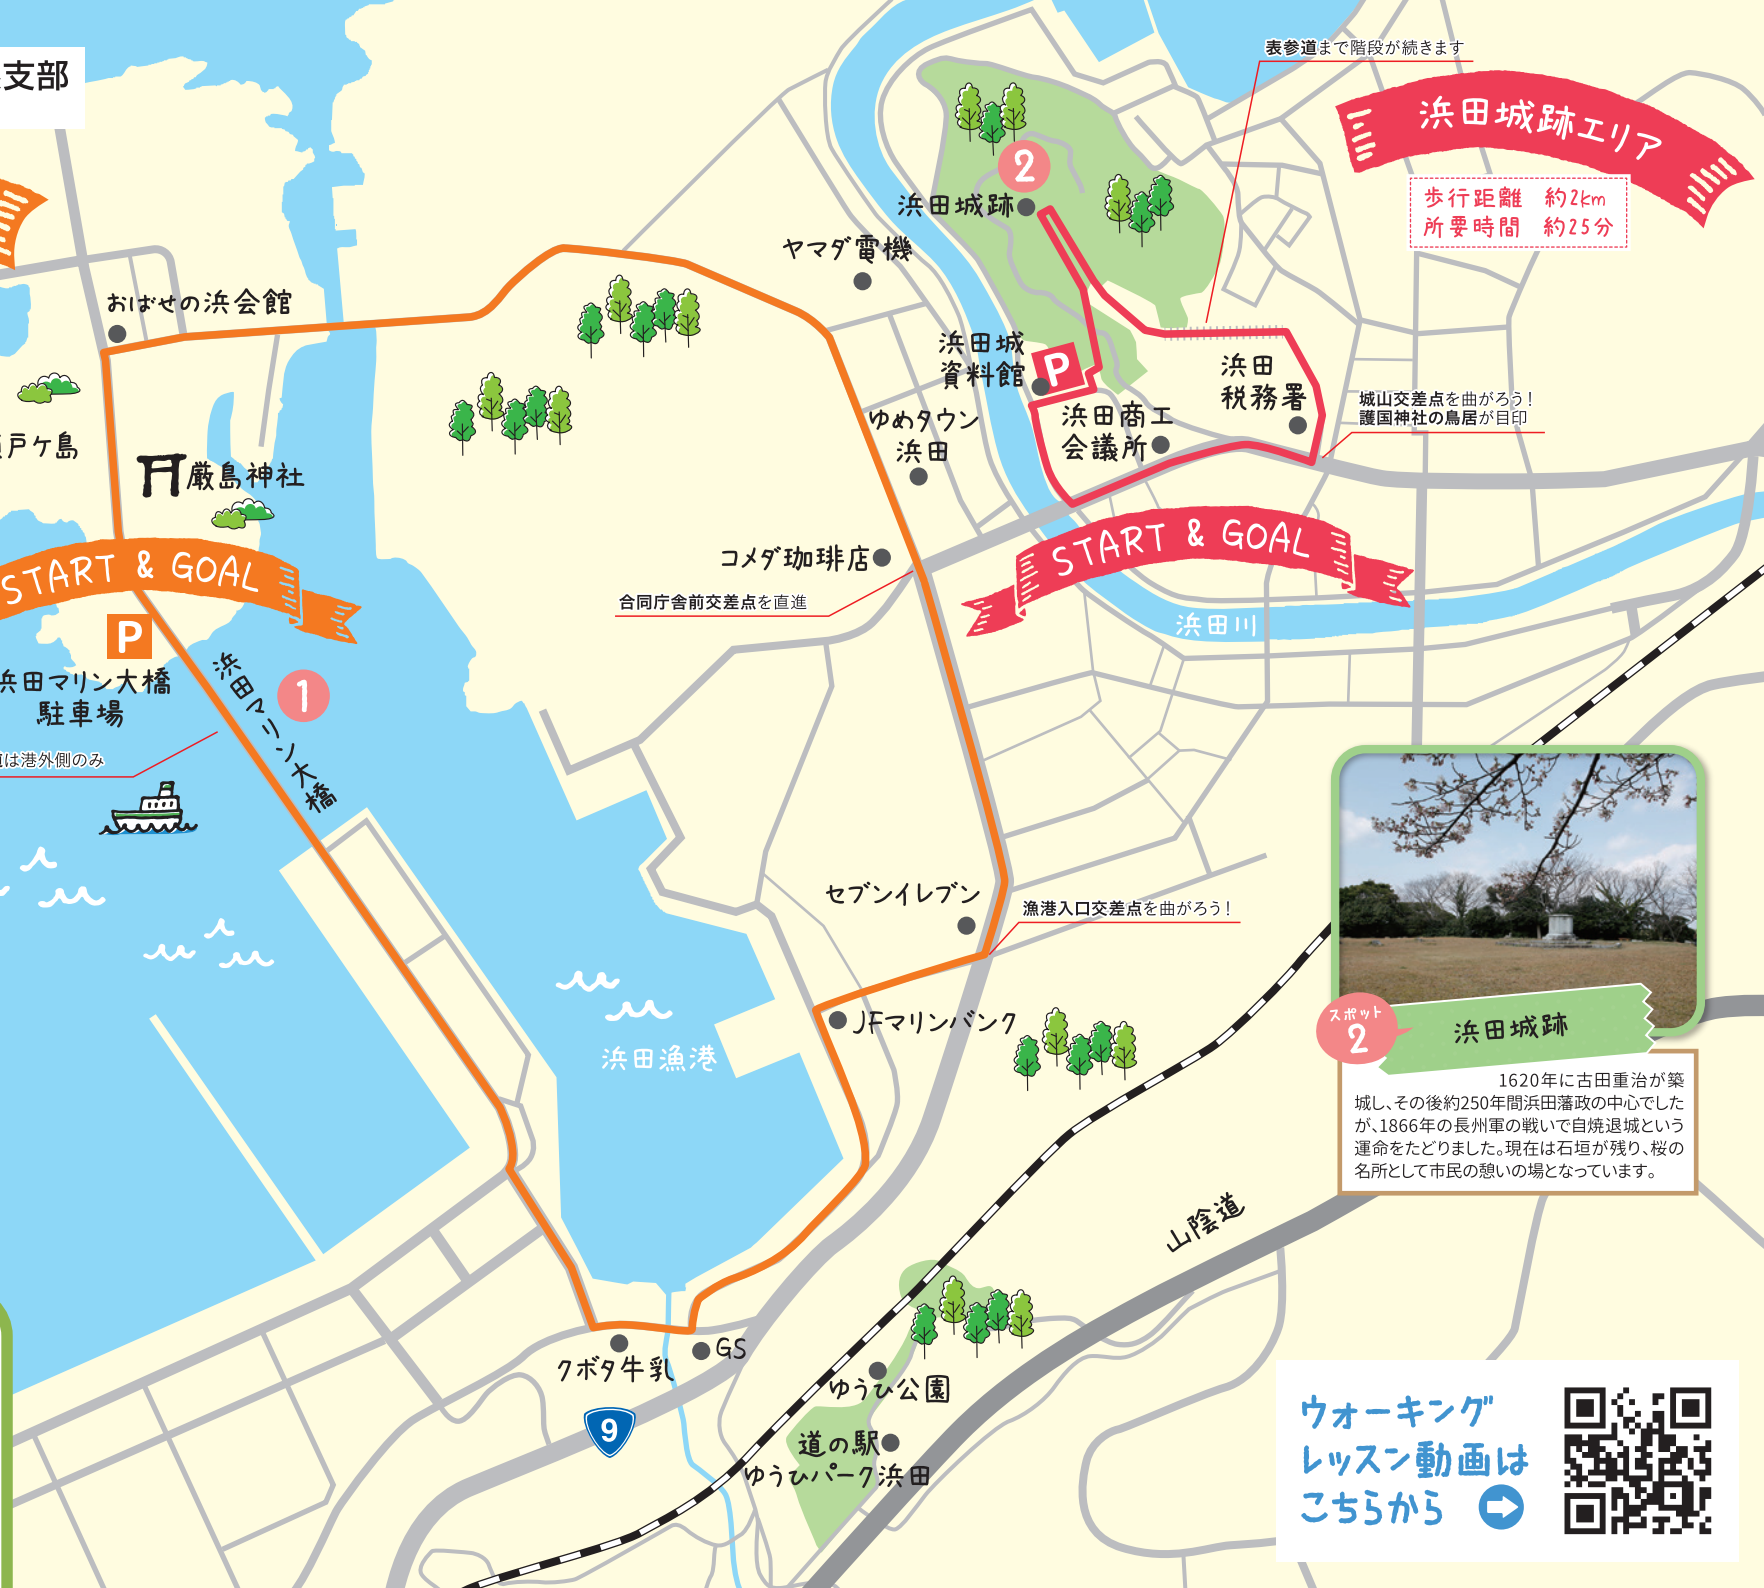 支部
表参道まで階段が続きます
浜田城跡エリア
歩行距離 約2km
所要時間 約25分
2
浜田城跡
ヤマダ電機
おばせの浜会館
浜田城
資料館
P
浜田
税務署
城山交差点を曲がろう！
護国神社の鳥居が目印
ゆめタウン
浜田
浜田商工
会議所
戸ケ島
厳島神社
START & GOAL
START & GOAL
コメダ珈琲店
合同庁舎前交差点を直進
浜田川
P
浜田マリン大橋
駐車場
浜田マリン大橋
1
は港外側のみ
セブンイレブン
漁港入口交差点を曲がろう！
JFマリンバンク
浜田漁港
スポット
2
浜田城跡
1620年に古田重治が築
城し、その後約250年間浜田藩政の中心でした
が、1866年の長州軍の戦いで自焼退城という
運命をたどりました。現在は石垣が残り、桜の
名所として市民の憩いの場となっています。
山陰道
クボタ牛乳
GS
9
ゆうひ公園
道の駅
ゆうひパーク浜田
ウォーキング
レッスン動画は
こちらから